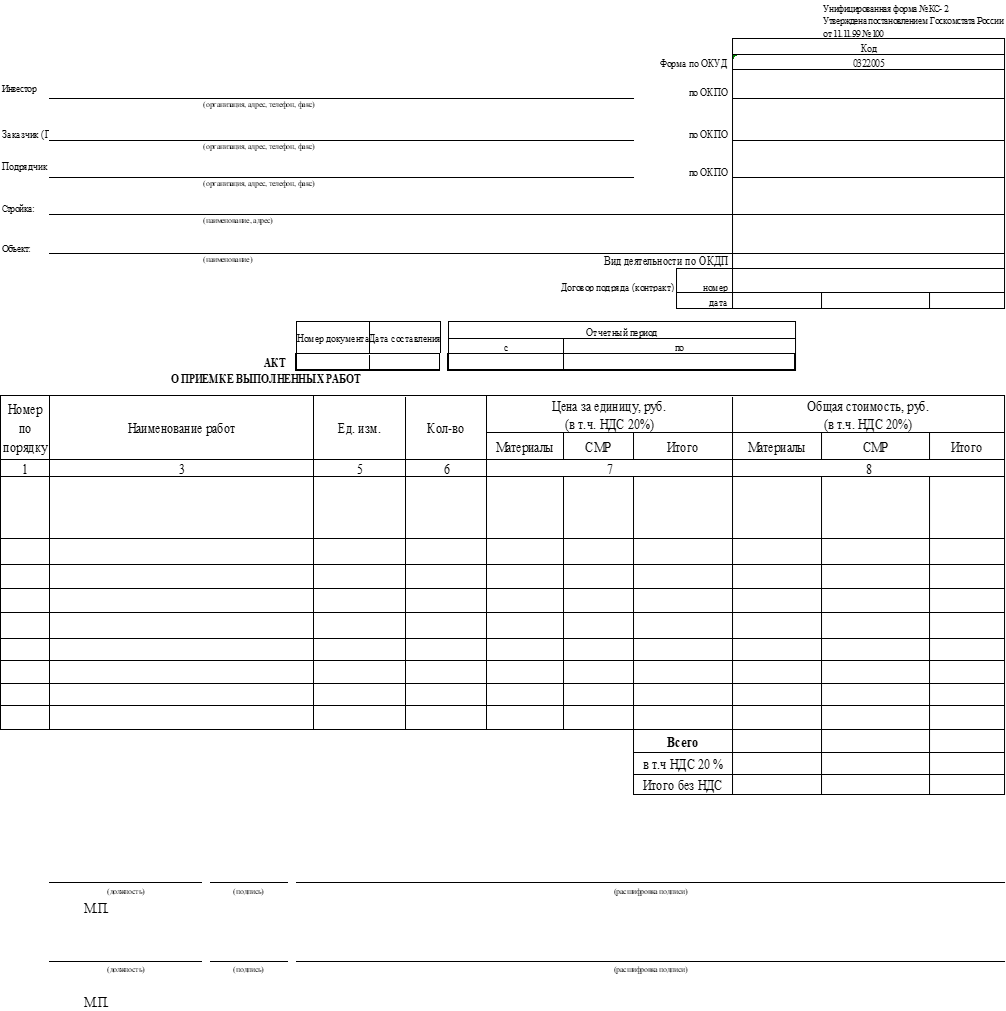 Унифицированная форма № КС- 2
Утверждена постановлением Госкомстата России
от 11.11.99 № 100
Код
Форма по ОКУД 0322005
Инвестор по ОКПО
(организация, адрес, телефон, факс)
Заказчик (Г по ОКПО
(организация, адрес, телефон, факс)
Подрядчик по ОКПО
(организация, адрес, телефон, факс)
Стройка:
(наименование, адрес)
Объект:
(наименование)
Вид деятельности по ОКДП
Договор подряда (контракт) номер
дата
Номер документа Дата составления Отчетный период
с по
АКТ
О ПРИЕМКЕ ВЫПОЛНЕННЫХ РАБОТ
Номер по порядку Наименование работ Ед. изм. Кол-во Цена за единицу, руб. (в т.ч. НДС 20%) Общая стоимость, руб. (в т.ч. НДС 20%)
Материалы СМР Итого Материалы СМР Итого
1 3 5 6 7 8
Всего
в т.ч НДС 20 %
Итого без НДС
(должность) (подпись) (расшифровка подписи)
М.П.
(должность) (подпись) (расшифровка подписи)
М.П.